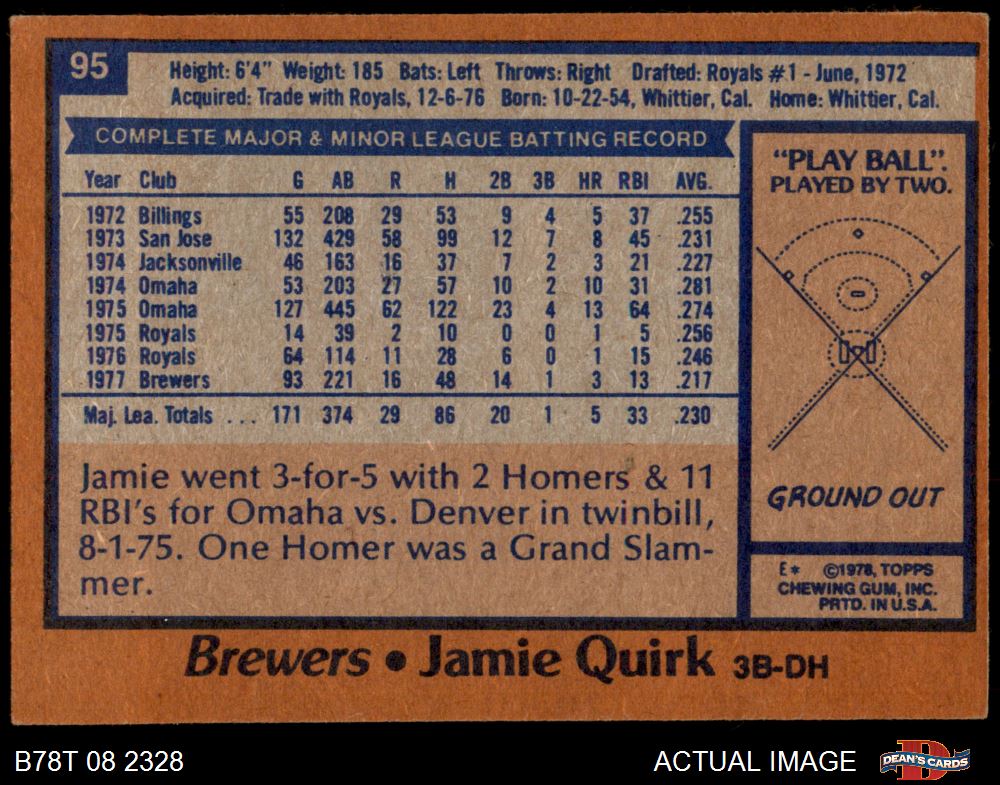 95
Height: 6'4" Weight: 185 Bats: Left Throws: Right Drafted: Royals #1 - June, 1972
Acquired: Trade with Royals, 12-6-76 Born: 10-22-54, Whittier, Cal. Home: Whittier, Cal.
COMPLETE MAJOR & MINOR LEAGUE BATTING RECORD
Year Club G AB R H 2B 3B HR RBI AVG.
1972 Billings 55 208 29 53 9 4 5 37 .255
1973 San Jose 132 429 58 99 12 7 8 45 .231
1974 Jacksonville 46 163 16 37 7 2 3 21 .227
1974 Omaha 53 203 27 57 10 2 10 31 .281
1975 Omaha 127 445 62 122 23 4 13 64 .274
1975 Royals 14 39 2 10 0 0 1 5 .256
1976 Royals 64 114 11 28 6 0 1 15 .246
1977 Brewers 93 221 16 48 14 1 3 13 .217
Maj. Lea. Totals ... 171 374 29 86 20 1 5 33 .230
Jamie went 3-for-5 with 2 Homers & 11
RBI's for Omaha vs. Denver in twinbill,
8-1-75. One Homer was a Grand Slam-
mer.
"PLAY BALL".
PLAYED BY TWO.
GROUND OUT
E* ©1978, TOPPS
CHEWING GUM, INC.
PRTD. IN U.S.A.
Brewers • Jamie Quirk 3B-DH
B78T 08 2328
ACTUAL IMAGE
D
DEAN'S CARDS